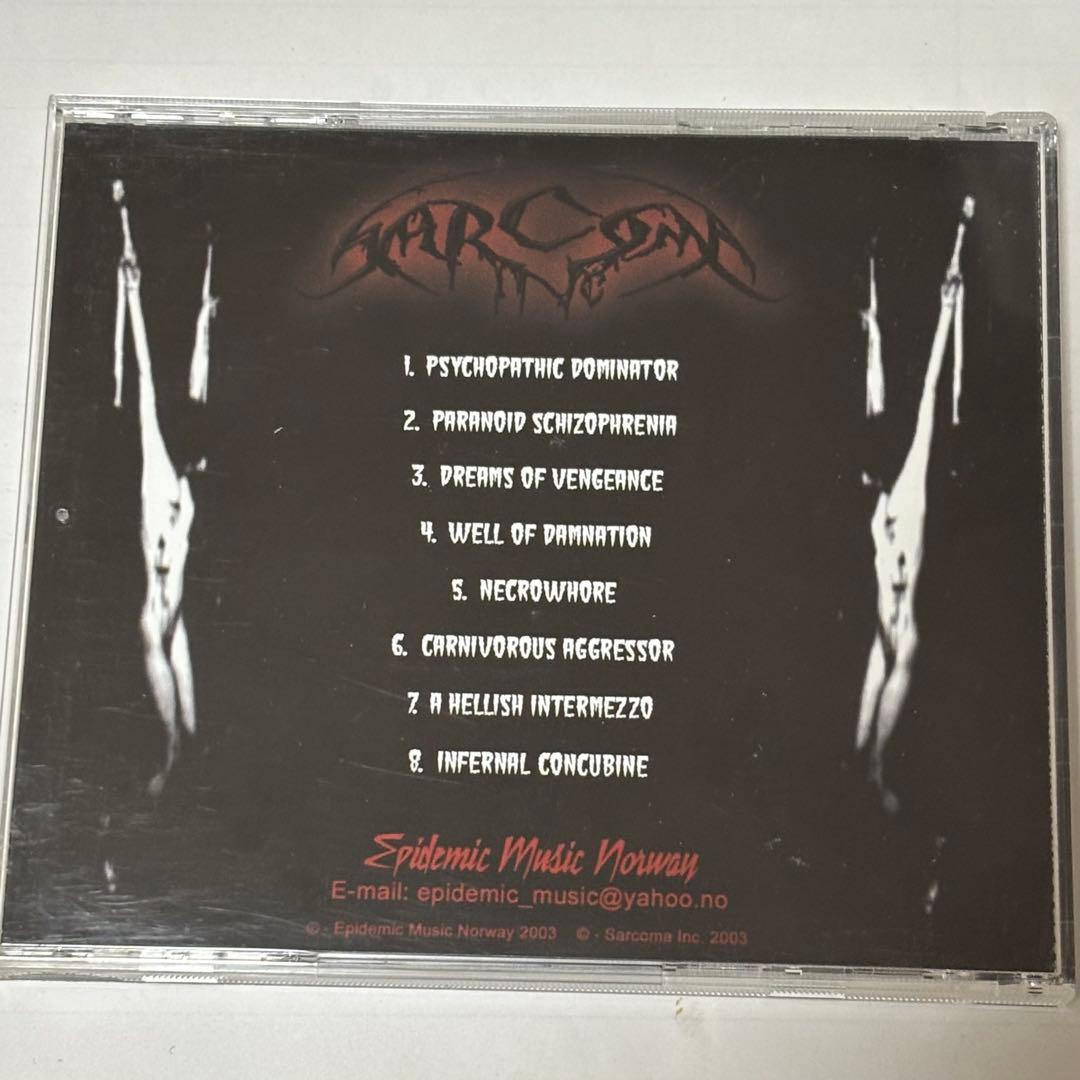 SARCOMA
INC
1. PSYCHOPATHIC DOMINATOR
2. PARANOID SCHIZOPHRENIA
3. DREAMS OF VENGEANCE
4. WELL OF DAMNATION
5. NECROWHORE
6. CARNIVOROUS AGGRESSOR
7. A HELLISH INTERMEZZO
8. INFERNAL CONCUBINE
Epidemic Music Norway
E-mail: epidemic_music@yahoo.no
© - Epidemic Music Norway 2003 © - Sarcoma Inc. 2003